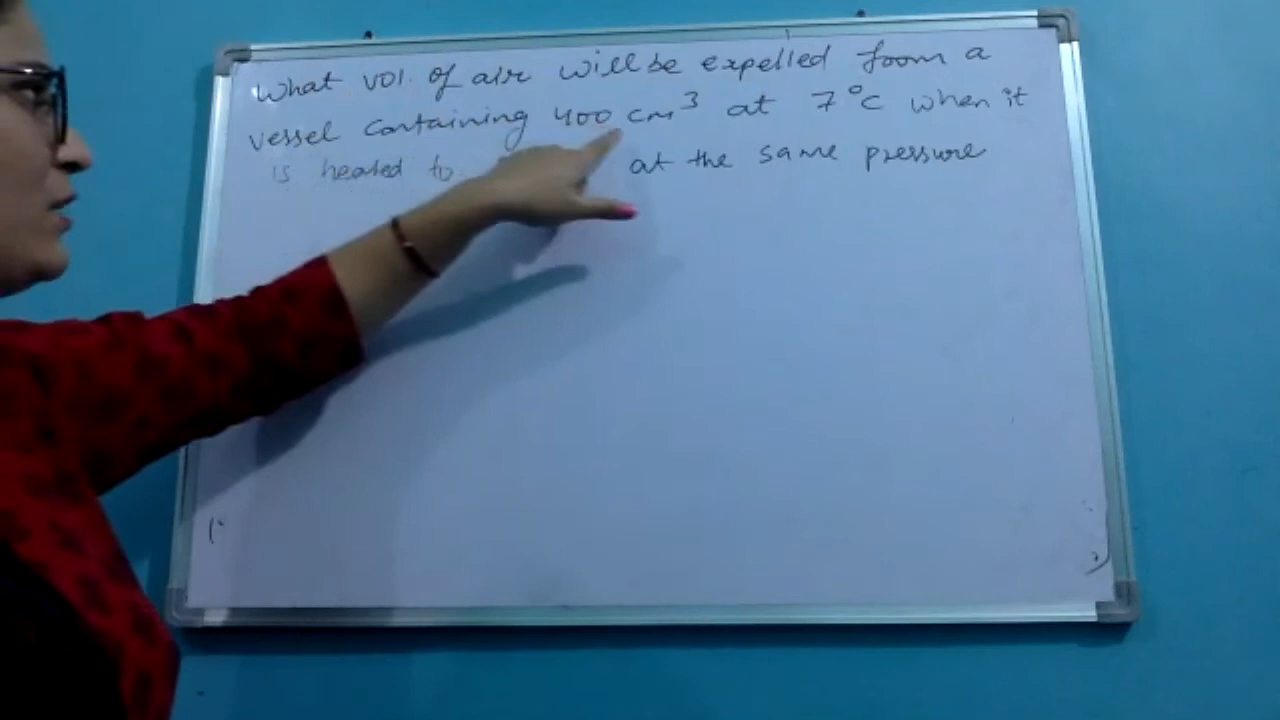 What vol. of air will be expelled from a
vessel containing 400 cm³ at 7°C when it
is heated to at the same pressure